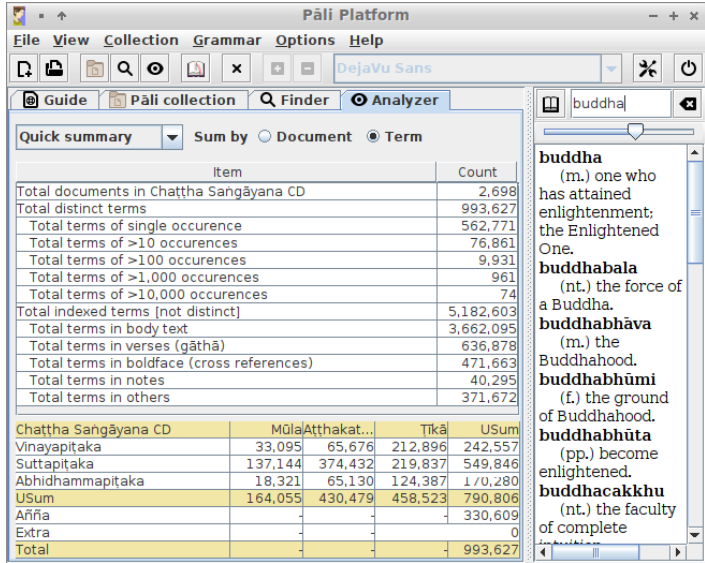 Pāli Platform
File View Collection Grammar Options Help
DejaVu Sans
Guide Pāli collection Finder Analyzer
Quick summary Sum by Document Term
Item Count
Total documents in Chaṭṭha Saṅgāyana CD 2,698
Total distinct terms 993,627
Total terms of single occurence 562,771
Total terms of >10 occurences 76,861
Total terms of >100 occurences 9,931
Total terms of >1,000 occurences 961
Total terms of >10,000 occurences 74
Total indexed terms [not distinct] 5,182,603
Total terms in body text 3,662,095
Total terms in verses (gāthā) 636,878
Total terms in boldface (cross references) 471,663
Total terms in notes 40,295
Total terms in others 371,672
Chaṭṭha Saṅgāyana CD Mūla Aṭṭhakat... Ṭīkā USum
Vinayapiṭaka 33,095 65,676 212,896 242,557
Suttapiṭaka 137,144 374,432 219,837 549,846
Abhidhammapiṭaka 18,321 65,130 124,387 170,280
USum 164,055 430,479 458,523 790,806
Añña - - - 330,609
Extra - - - 0
Total - - - 993,627
buddha
buddha
(m.) one who
has attained
enlightenment;
the Enlightened
One.
buddhabala
(nt.) the force of
a Buddha.
buddhabhāva
(m.) the
Buddhahood.
buddhabhūmi
(f.) the ground
of Buddhahood.
buddhabhūta
(pp.) become
enlightened.
buddhacakkhu
(nt.) the faculty
of complete